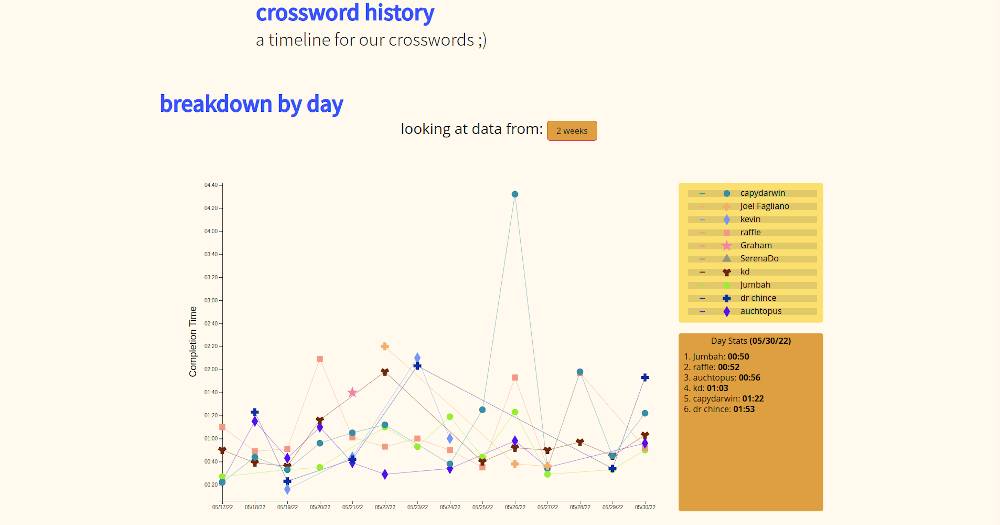 crossword history
a timeline for our crosswords ;)
breakdown by day
looking at data from: 2 weeks
Completion Time
04:40
04:20
04:00
03:40
03:20
03:00
02:40
02:20
02:00
01:40
01:20
01:00
00:40
00:20
05/17/22 05/18/22 05/19/22 05/20/22 05/21/22 05/22/22 05/23/22 05/24/22 05/25/22 05/26/22 05/27/22 05/28/22 05/29/22 05/30/22
capydarwin
Joel Fagliano
kevin
raffle
Graham
SerenaDo
kd
Jumbah
dr chince
auchtopus
Day Stats (05/30/22)
1. Jumbah: 00:50
2. raffle: 00:52
3. auchtopus: 00:56
4. kd: 01:03
5. capydarwin: 01:22
6. dr chince: 01:53